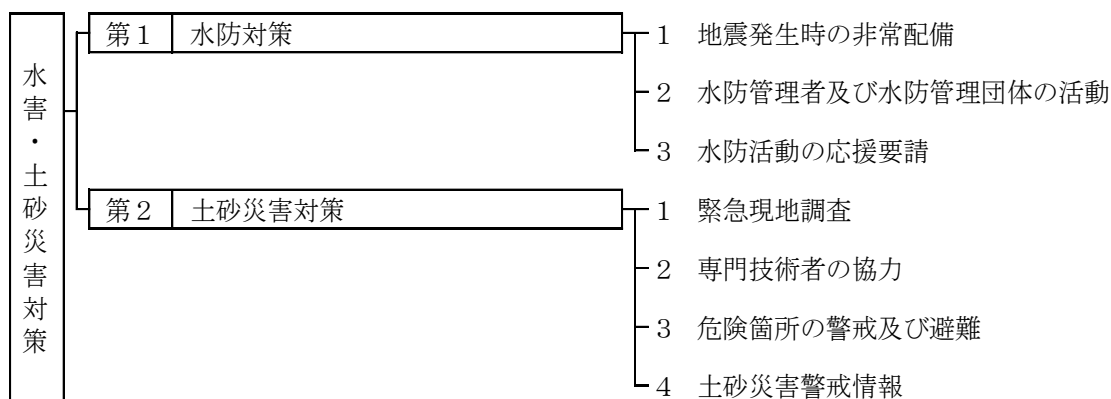 水害・土砂災害対策
第1 水防対策
1 地震発生時の非常配備
2 水防管理者及び水防管理団体の活動
3 水防活動の応援要請
第2 土砂災害対策
1 緊急現地調査
2 専門技術者の協力
3 危険箇所の警戒及び避難
4 土砂災害警戒情報